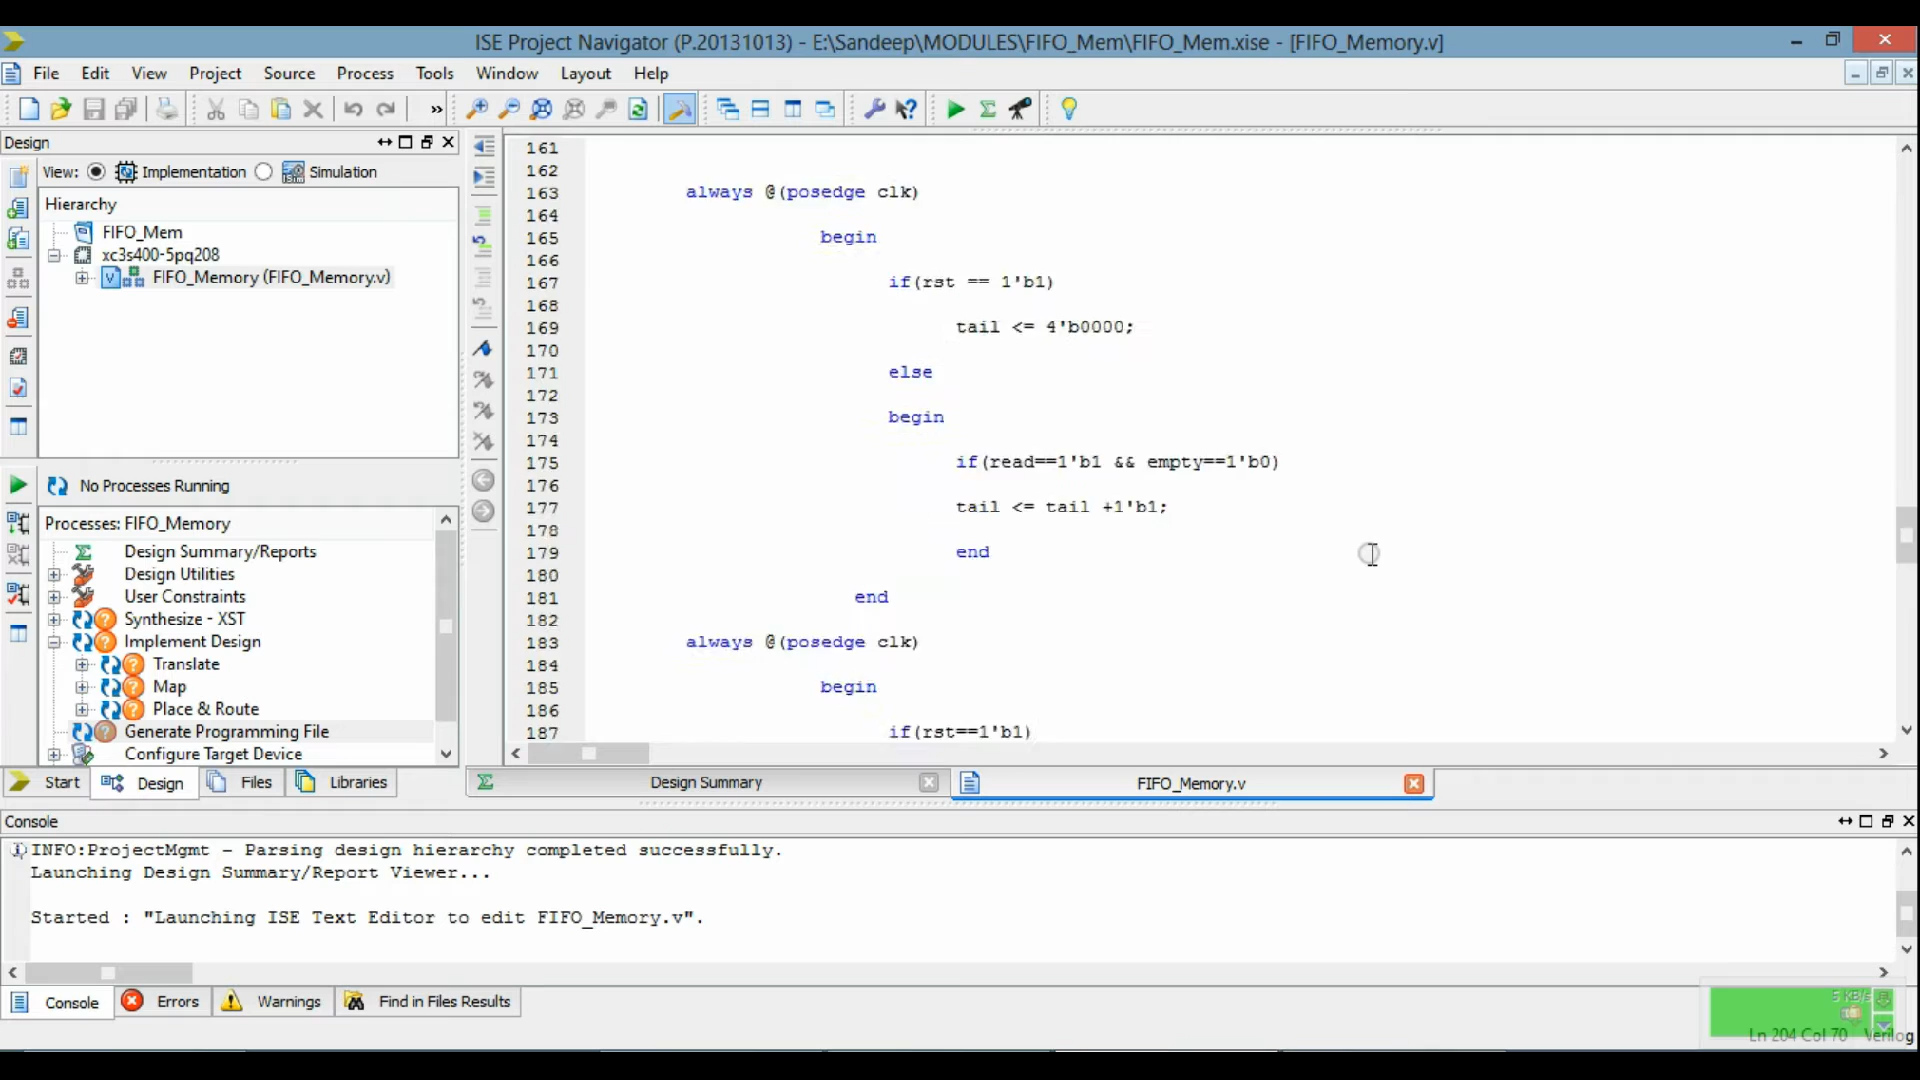 ISE Project Navigator (P.20131013) - E:\Sandeep\MODULES\FIFO_Mem\FIFO_Mem.xise - [FIFO_Memory.v]
File Edit View Project Source Process Tools Window Layout Help
»
Design
View: Implementation Simulation
Hierarchy
FIFO_Mem
xc3s400-5pq208
FIFO_Memory (FIFO_Memory.v)
No Processes Running
Processes: FIFO_Memory
Design Summary/Reports
Design Utilities
User Constraints
Synthesize - XST
Implement Design
Translate
Map
Place & Route
Generate Programming File
Configure Target Device
Start Design Files Libraries
161
162
163 always @(posedge clk)
164
165 begin
166
167 if(rst == 1'b1)
168
169 tail <= 4'b0000;
170
171 else
172
173 begin
174
175 if(read==1'b1 && empty==1'b0)
176
177 tail <= tail +1'b1;
178
179 end
180
181 end
182
183 always @(posedge clk)
184
185 begin
186
187 if(rst==1'b1)
Design Summary FIFO_Memory.v
Console
INFO:ProjectMgmt - Parsing design hierarchy completed successfully.
Launching Design Summary/Report Viewer...
Started : "Launching ISE Text Editor to edit FIFO_Memory.v".
Console Errors Warnings Find in Files Results
5 KB/s
Ln 204 Col 70 Verilog